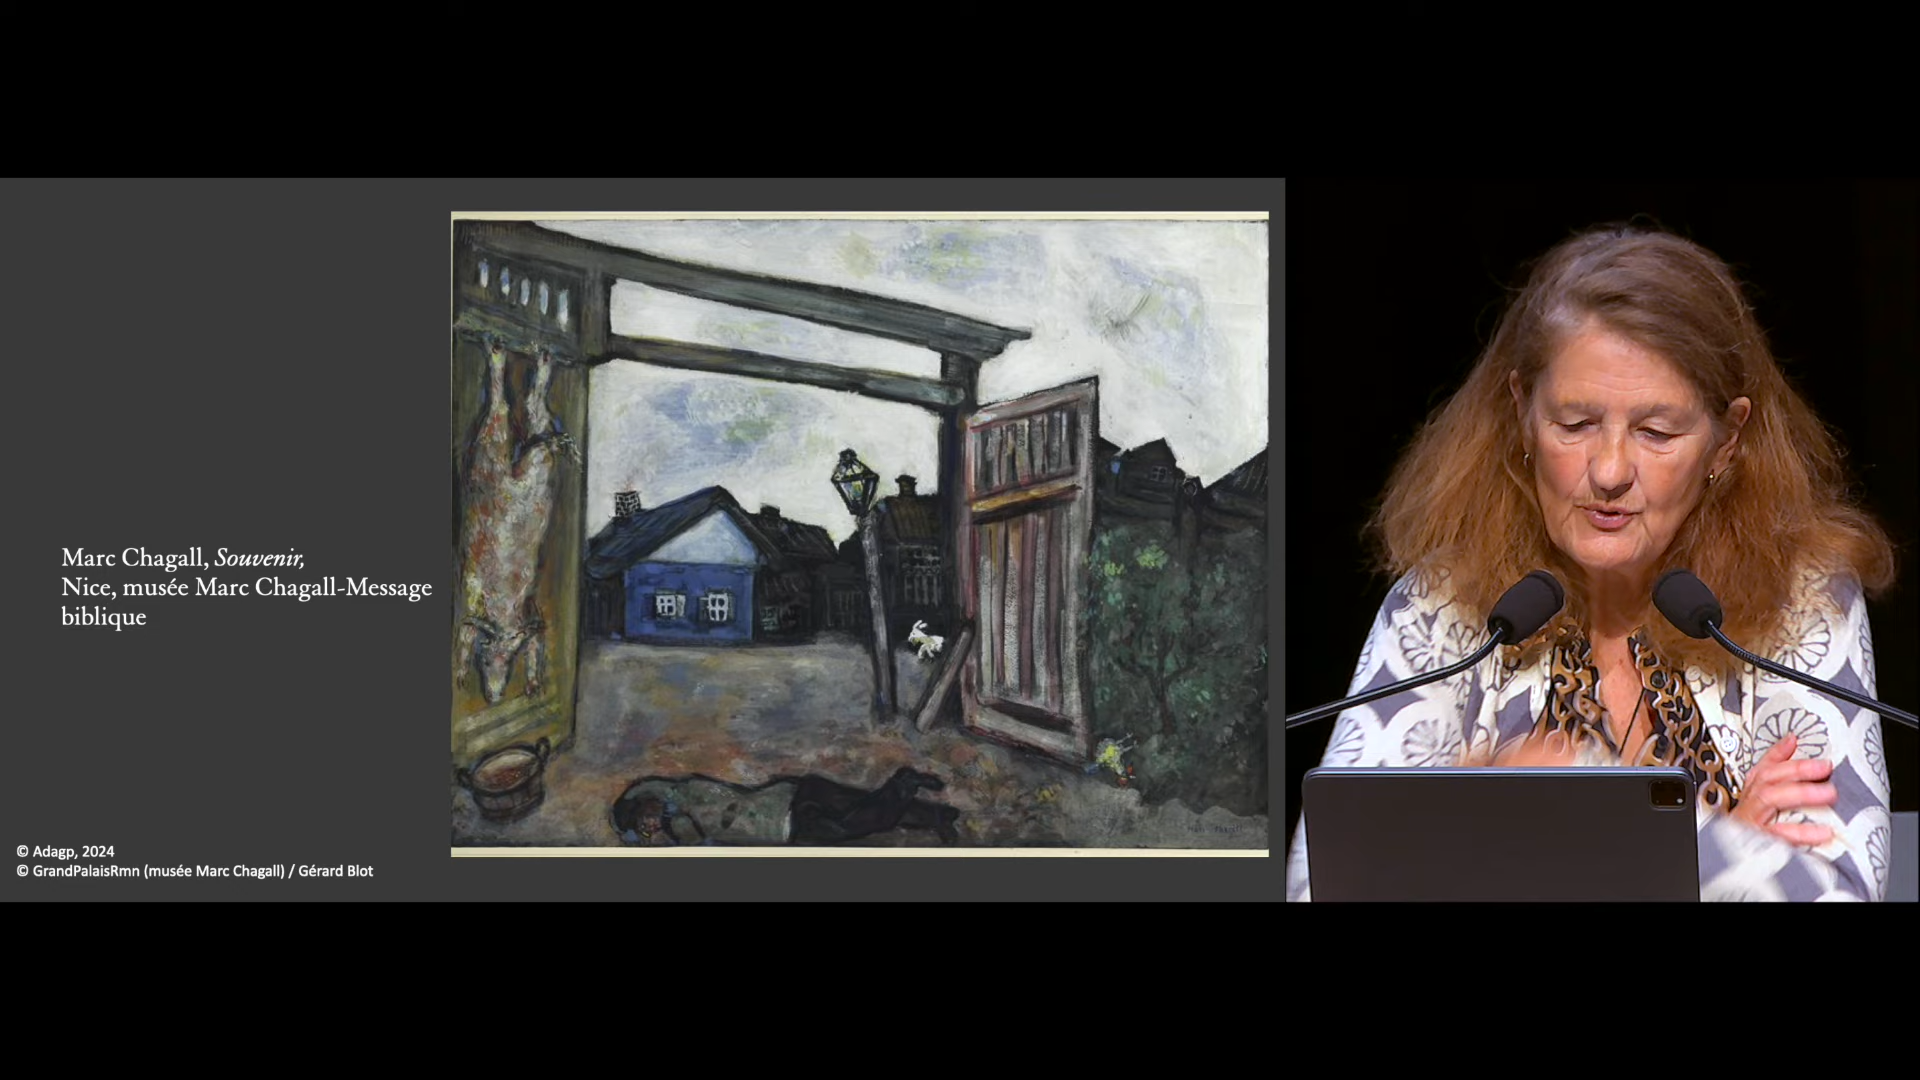 Marc Chagall, Souvenir,
Nice, musée Marc Chagall-Message
biblique
© Adagp, 2024
© GrandPalaisRmn (musée Marc Chagall) / Gérard Blot